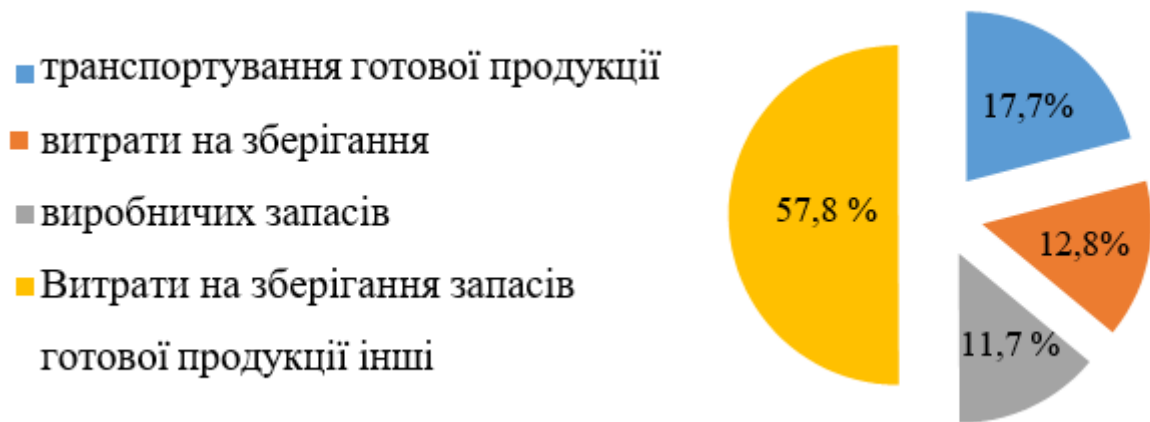 транспортування готової продукції
витрати на зберігання
виробничих запасів
Витрати на зберігання запасів
готової продукції інші
17,7%
12,8%
11,7 %
57,8 %